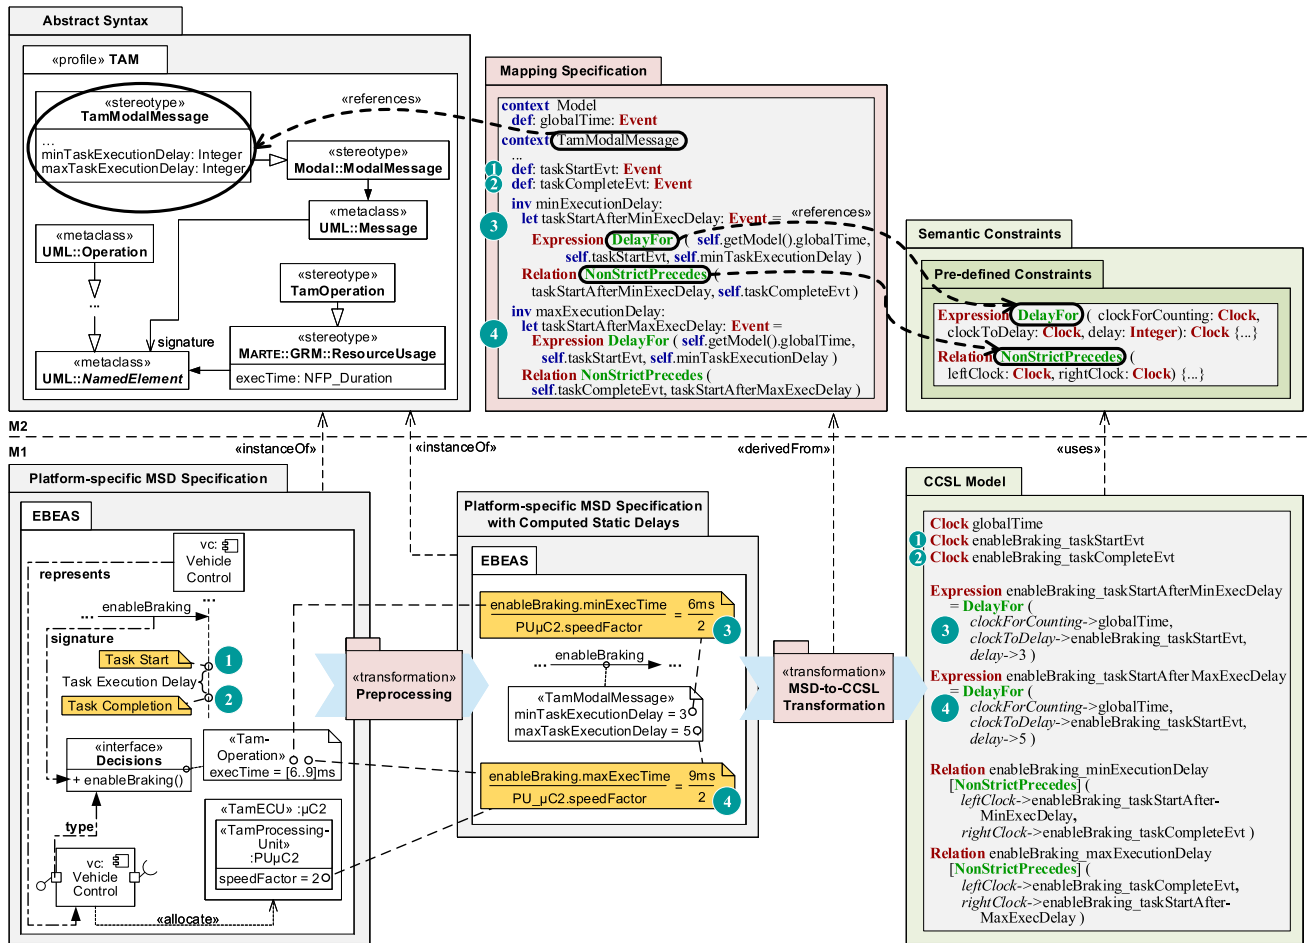 Abstract Syntax
«profile» TAM
«stereotype»
TamModalMessage
...
minTaskExecutionDelay: Integer
maxTaskExecutionDelay: Integer
«stereotype»
Modal::ModalMessage
«metaclass»
UML::Message
«metaclass»
UML::Operation
...
«stereotype»
TamOperation
signature
«stereotype»
MARTE::GRM::ResourceUsage
execTime: NFP_Duration
«metaclass»
UML::NamedElement
«references»
Mapping Specification
context Model
def: globalTime: Event
context TamModalMessage
...
1 def: taskStartEvt: Event
2 def: taskCompleteEvt: Event
inv minExecutionDelay:
3 let taskStartAfterMinExecDelay: Event =
Expression DelayFor ( self.getModel().globalTime,
self.taskStartEvt, self.minTaskExecutionDelay )
Relation NonStrictPrecedes (
taskStartAfterMinExecDelay, self.taskCompleteEvt )
inv maxExecutionDelay:
4 let taskStartAfterMaxExecDelay: Event =
Expression DelayFor ( self.getModel().globalTime,
self.taskStartEvt, self.minTaskExecutionDelay )
Relation NonStrictPrecedes (
self.taskCompleteEvt, taskStartAfterMaxExecDelay )
«references»
Semantic Constraints
Pre-defined Constraints
Expression DelayFor ( clockForCounting: Clock,
clockToDelay: Clock, delay: Integer): Clock {...}
Relation NonStrictPrecedes (
leftClock: Clock, rightClock: Clock) {...}
M2
M1
«instanceOf»
«instanceOf»
«derivedFrom»
«uses»
Platform-specific MSD Specification
EBEAS
vc:
Vehicle
Control
represents
...
enableBraking
...
signature
Task Start
1
Task Execution Delay
Task Completion
2
«interface»
Decisions
+ enableBraking()
«Tam-
Operation»
execTime = [6..9]ms
type
«TamECU» :µC2
«TamProcessing-
Unit»
:PUµC2
speedFactor = 2
vc:
Vehicle
Control
«allocate»
«transformation»
Preprocessing
Platform-specific MSD Specification
with Computed Static Delays
EBEAS
enableBraking.minExecTime = 6ms
PUµC2.speedFactor 2
3
... enableBraking ...
«TamModalMessage»
minTaskExecutionDelay = 3
maxTaskExecutionDelay = 5
enableBraking.maxExecTime = 9ms
PU_µC2.speedFactor 2
4
«transformation»
MSD-to-CCSL
Transformation
CCSL Model
Clock globalTime
1 Clock enableBraking_taskStartEvt
2 Clock enableBraking_taskCompleteEvt
Expression enableBraking_taskStartAfterMinExecDelay
= DelayFor (
3 clockForCounting->globalTime,
clockToDelay->enableBraking_taskStartEvt,
delay->3 )
Expression enableBraking_taskStartAfterMaxExecDelay
= DelayFor (
4 clockForCounting->globalTime,
clockToDelay->enableBraking_taskStartEvt,
delay->5 )
Relation enableBraking_minExecutionDelay
[NonStrictPrecedes] (
leftClock->enableBraking_taskStartAfter-
MinExecDelay,
rightClock->enableBraking_taskCompleteEvt )
Relation enableBraking_maxExecutionDelay
[NonStrictPrecedes] (
leftClock->enableBraking_taskCompleteEvt,
rightClock->enableBraking_taskStartAfter-
MaxExecDelay )